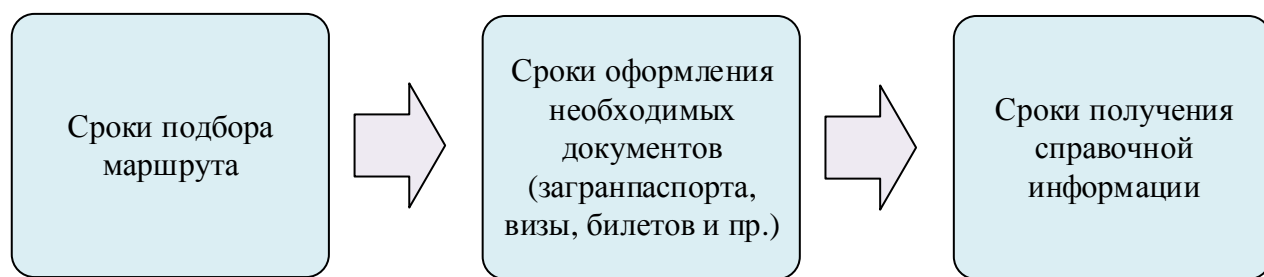 Сроки подбора
маршрута
Сроки оформления
необходимых
документов
(загранпаспорта,
визы, билетов и пр.)
Сроки получения
справочной
информации